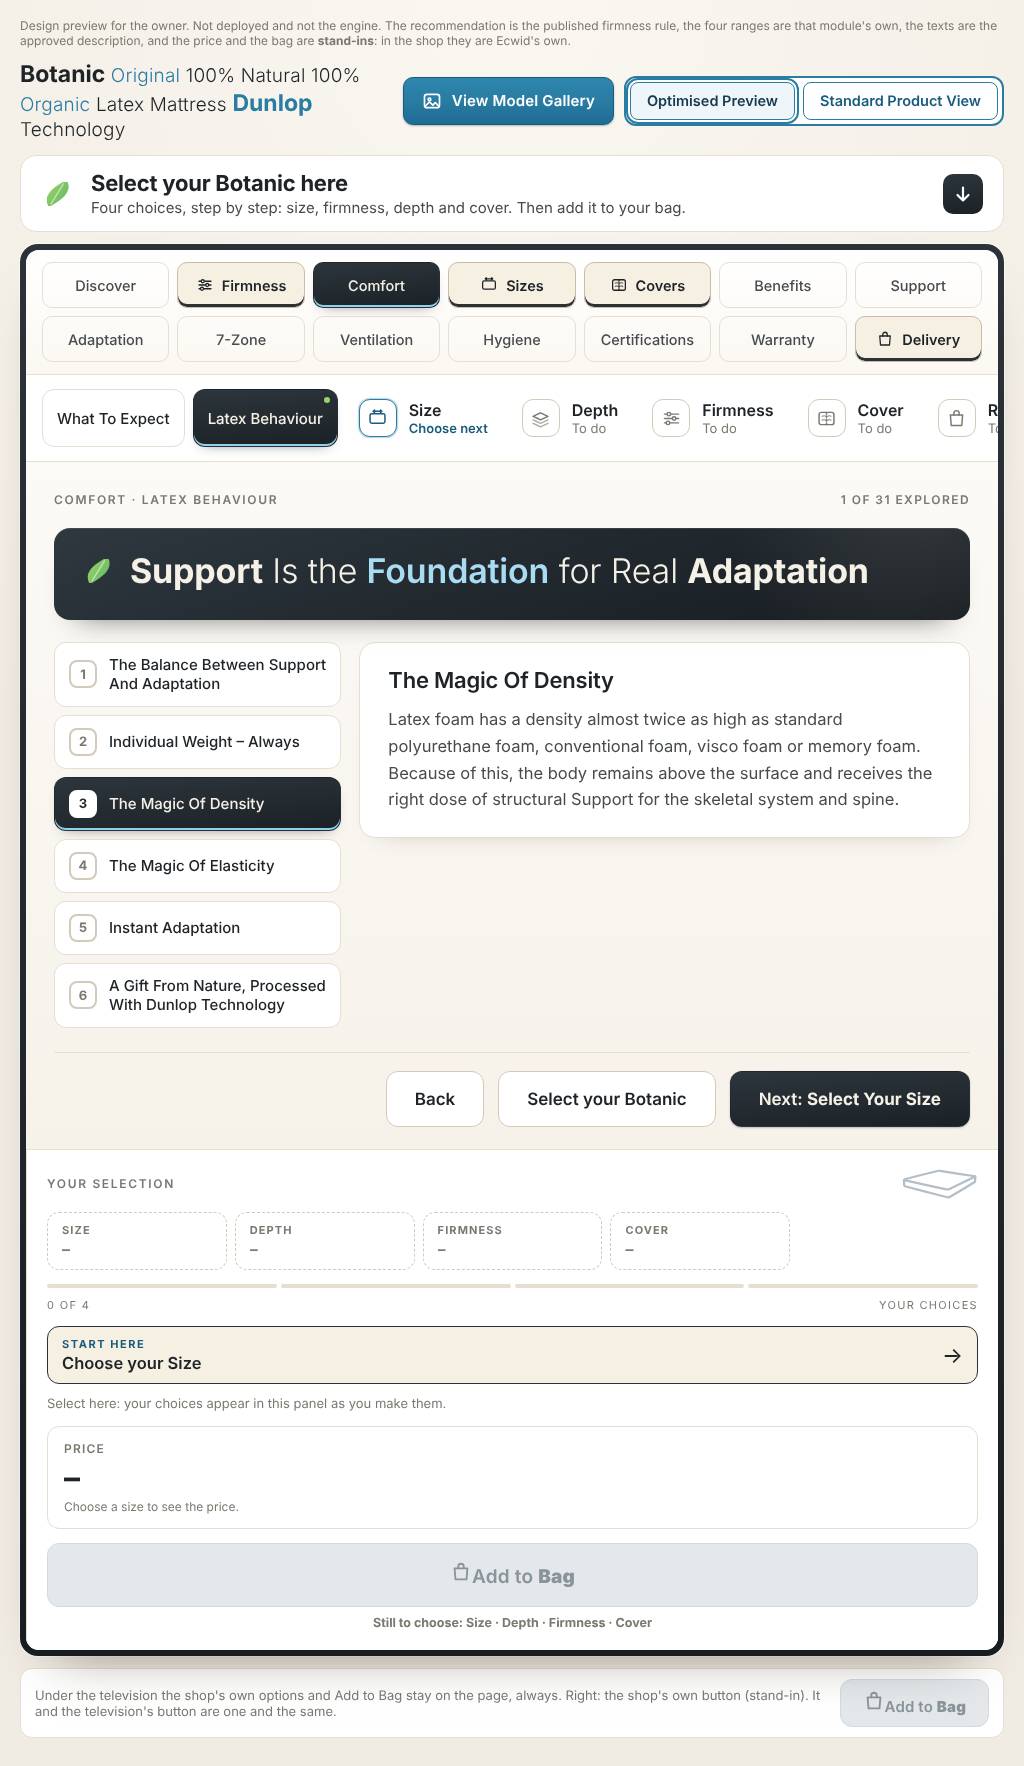 Design preview for the owner. Not deployed and not the engine. The recommendation is the published firmness rule, the four ranges are that module's own, the texts are the
approved description, and the price and the bag are stand-ins: in the shop they are Ecwid's own.
Botanic Original 100% Natural 100%
Organic Latex Mattress Dunlop
Technology
View Model Gallery
Optimised Preview
Standard Product View
Select your Botanic here
Four choices, step by step: size, firmness, depth and cover. Then add it to your bag.
Discover
Firmness
Comfort
Sizes
Covers
Benefits
Support
Adaptation
7-Zone
Ventilation
Hygiene
Certifications
Warranty
Delivery
What To Expect
Latex Behaviour
Size
Choose next
Depth
To do
Firmness
To do
Cover
To do
COMFORT · LATEX BEHAVIOUR
1 OF 31 EXPLORED
Support Is the Foundation for Real Adaptation
1
The Balance Between Support
And Adaptation
2
Individual Weight – Always
3
The Magic Of Density
4
The Magic Of Elasticity
5
Instant Adaptation
6
A Gift From Nature, Processed
With Dunlop Technology
The Magic Of Density
Latex foam has a density almost twice as high as standard
polyurethane foam, conventional foam, visco foam or memory foam.
Because of this, the body remains above the surface and receives the
right dose of structural Support for the skeletal system and spine.
Back
Select your Botanic
Next: Select Your Size
YOUR SELECTION
SIZE
–
DEPTH
–
FIRMNESS
–
COVER
–
0 OF 4
YOUR CHOICES
START HERE
Choose your Size
Select here: your choices appear in this panel as you make them.
PRICE
–
Choose a size to see the price.
Add to Bag
Still to choose: Size · Depth · Firmness · Cover
Under the television the shop's own options and Add to Bag stay on the page, always. Right: the shop's own button (stand-in). It
and the television's button are one and the same.
Add to Bag